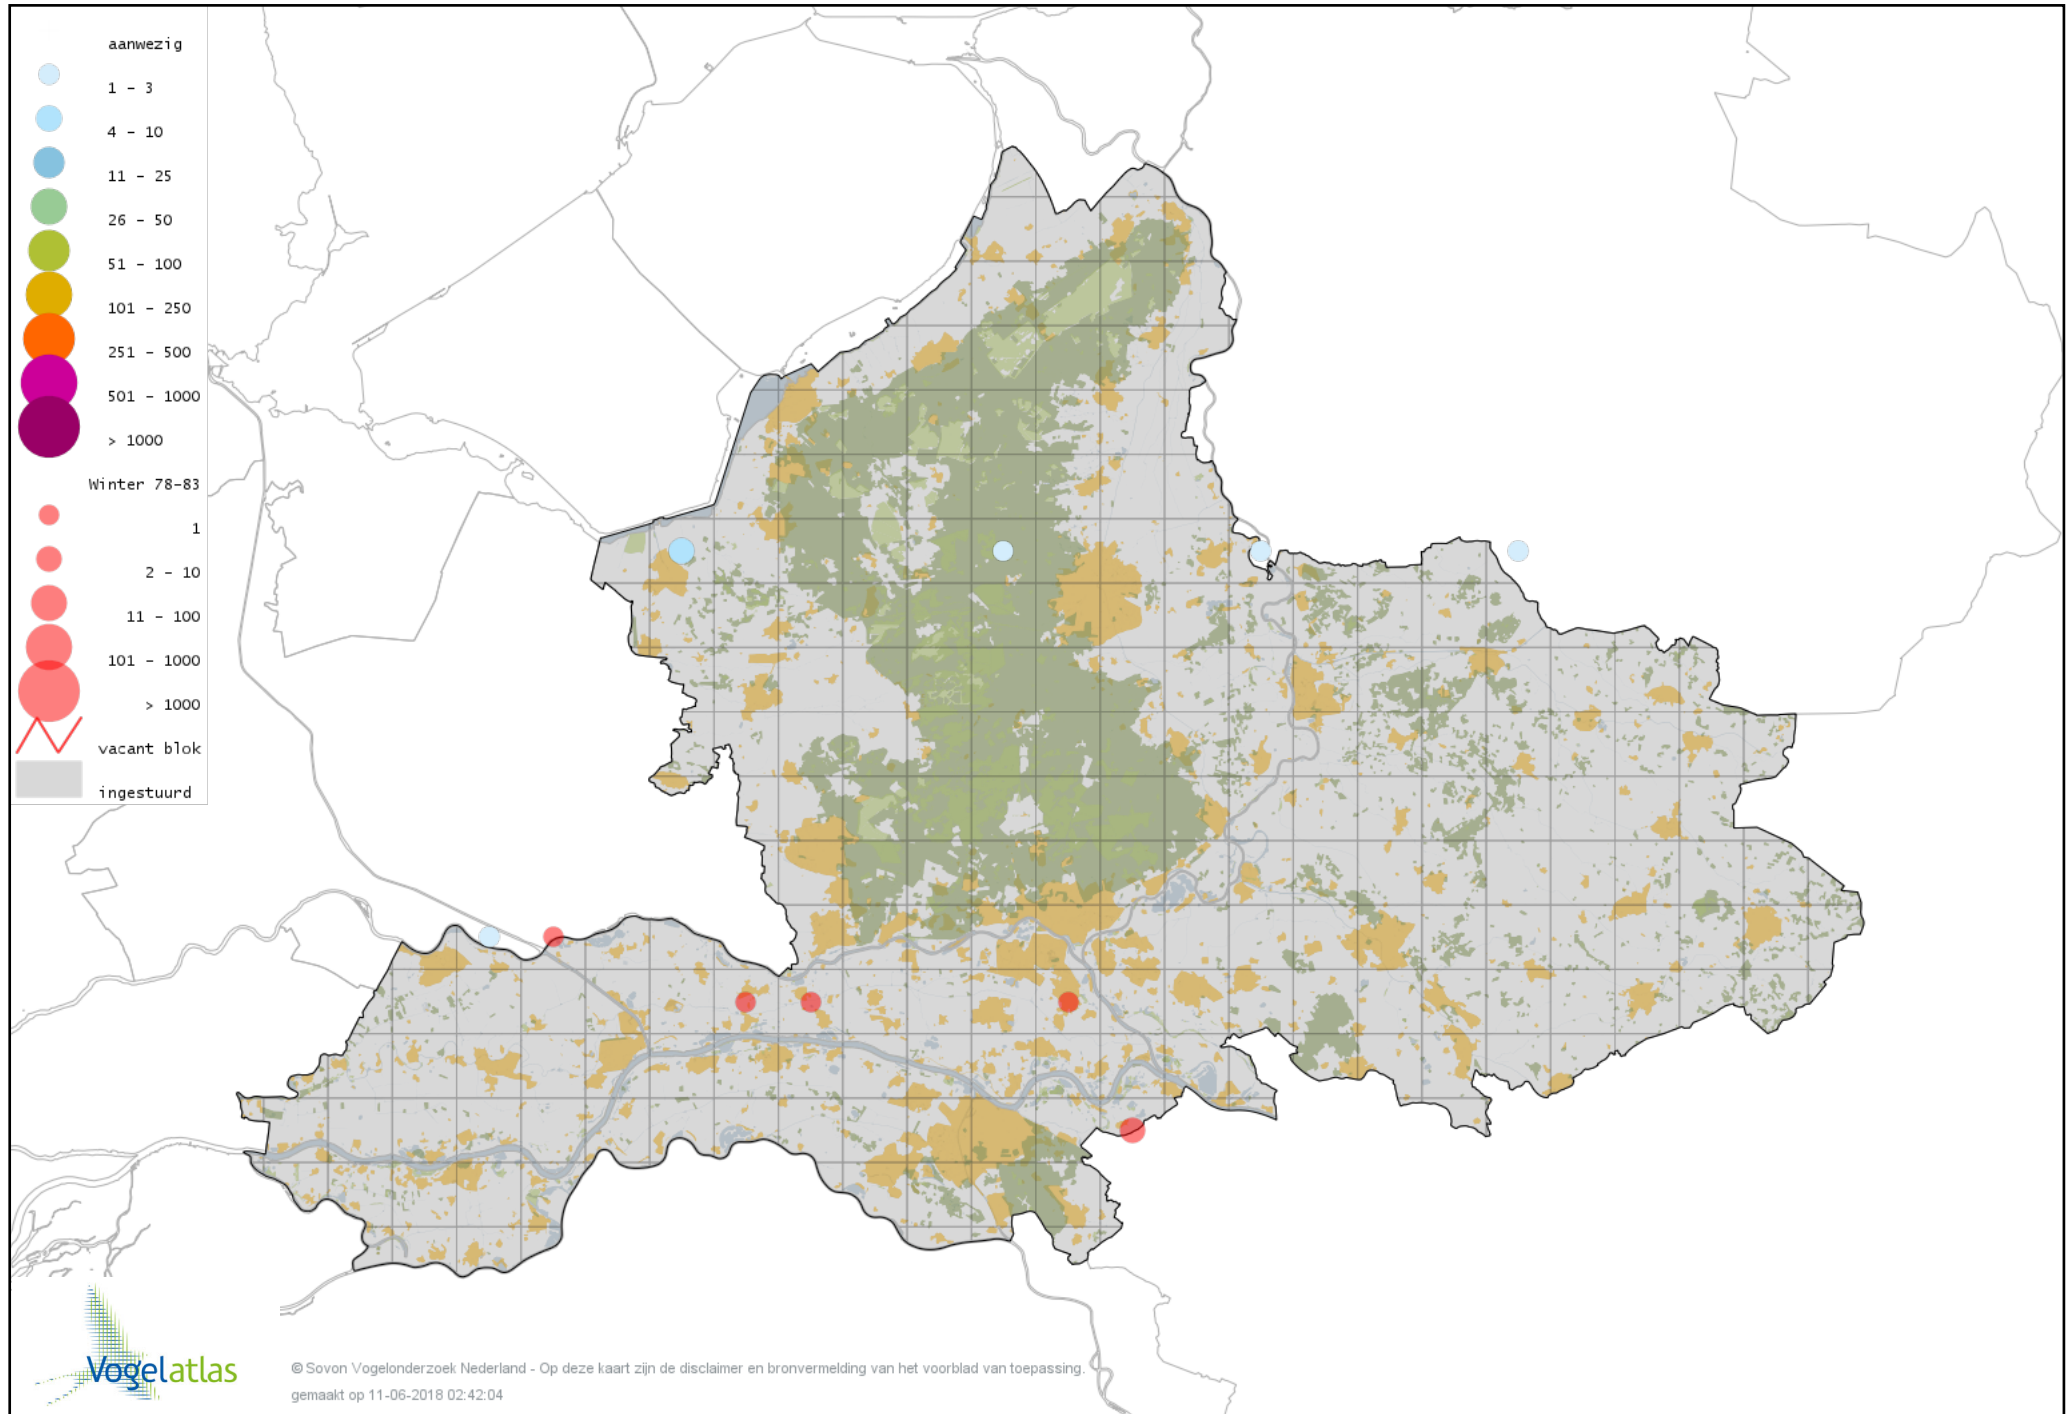 aanwezig
1 - 3
4 - 10
11 - 25
26 - 50
51 - 100
101 - 250
251 - 500
501 - 1000
> 1000
Winter 78-83
1
2 - 10
11 - 100
101 - 1000
> 1000
vacant blok
ingestuurd
Vogelatlas
© Sovon Vogelonderzoek Nederland - Op deze kaart zijn de disclaimer en bronvermelding van het voorblad van toepassing.
gemaakt op 11-06-2018 02:42:04